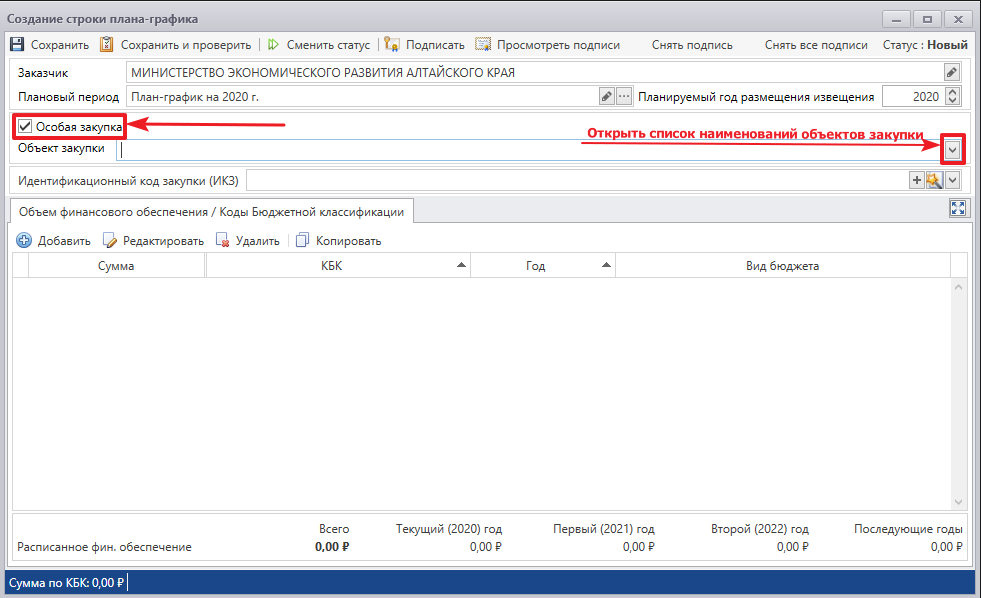 Создание строки плана-графика
Сохранить Сохранить и проверить Сменить статус Подписать Просмотреть подписи Снять подпись Снять все подписи Статус : Новый
Заказчик МИНИСТЕРСТВО ЭКОНОМИЧЕСКОГО РАЗВИТИЯ АЛТАЙСКОГО КРАЯ
Плановый период План-график на 2020 г. Планируемый год размещения извещения 2020
Особая закупка
Открыть список наименований объектов закупки
Объект закупки
Идентификационный код закупки (ИКЗ)
Объем финансового обеспечения / Коды Бюджетной классификации
Добавить Редактировать Удалить Копировать
Сумма КБК Год Вид бюджета
Всего Текущий (2020) год Первый (2021) год Второй (2022) год Последующие годы
Расписанное фин. обеспечение 0,00 ₽ 0,00 ₽ 0,00 ₽ 0,00 ₽ 0,00 ₽
Сумма по КБК: 0,00 ₽